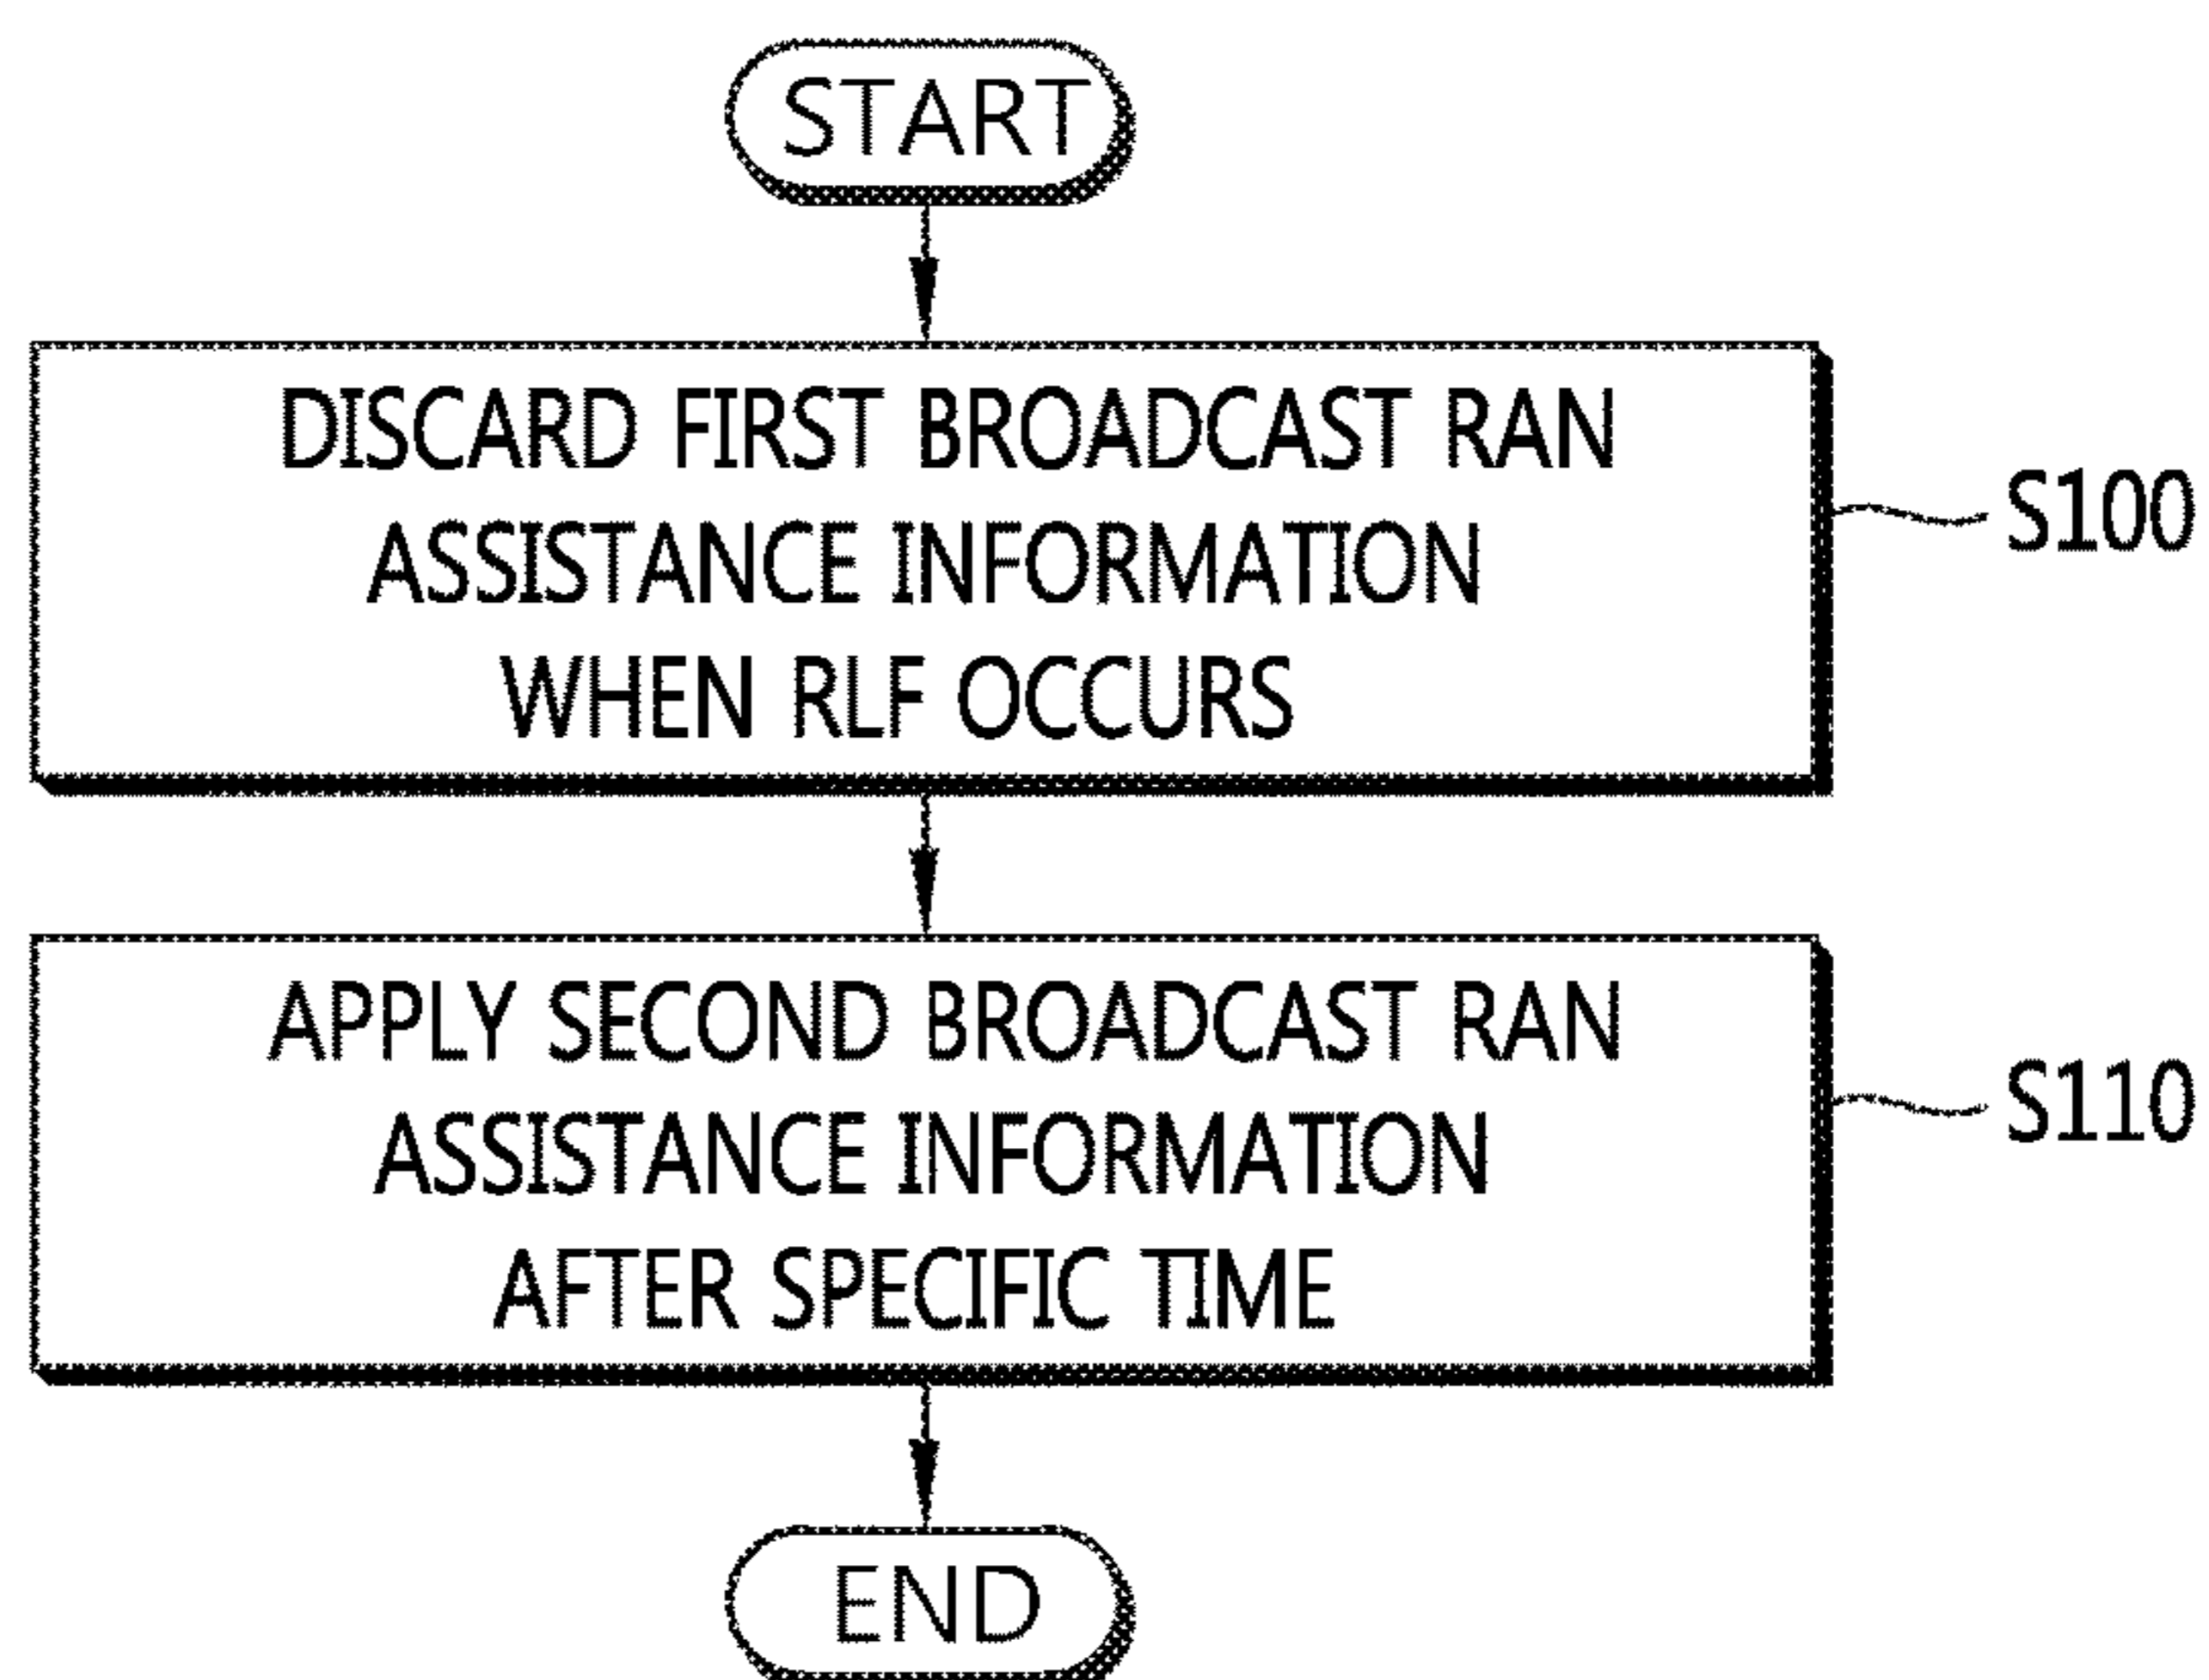 START
DISCARD FIRST BROADCAST RAN
ASSISTANCE INFORMATION
WHEN RLF OCCURS
S100
APPLY SECOND BROADCAST RAN
ASSISTANCE INFORMATION
AFTER SPECIFIC TIME
S110
END